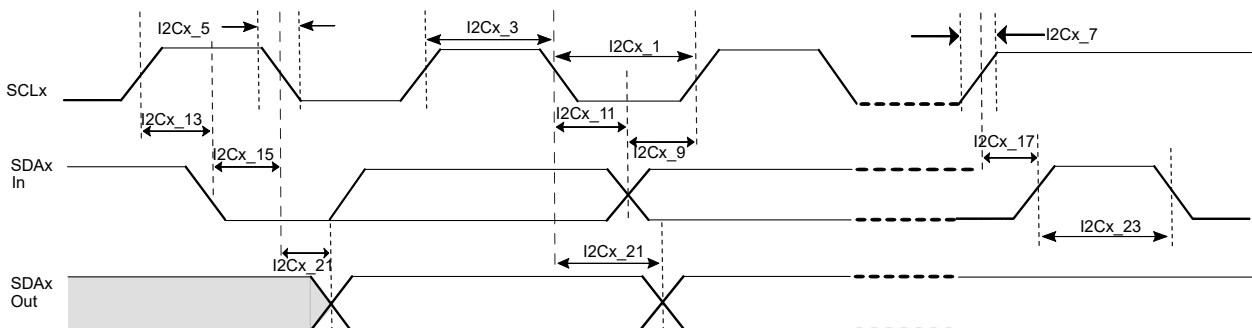 I2Cx_5
I2Cx_3
I2Cx_1
I2Cx_7
SCLx
I2Cx_13
I2Cx_11
I2Cx_15
I2Cx_9
I2Cx_17
SDAx
In
I2Cx_23
I2Cx_21
I2Cx_21
SDAx
Out